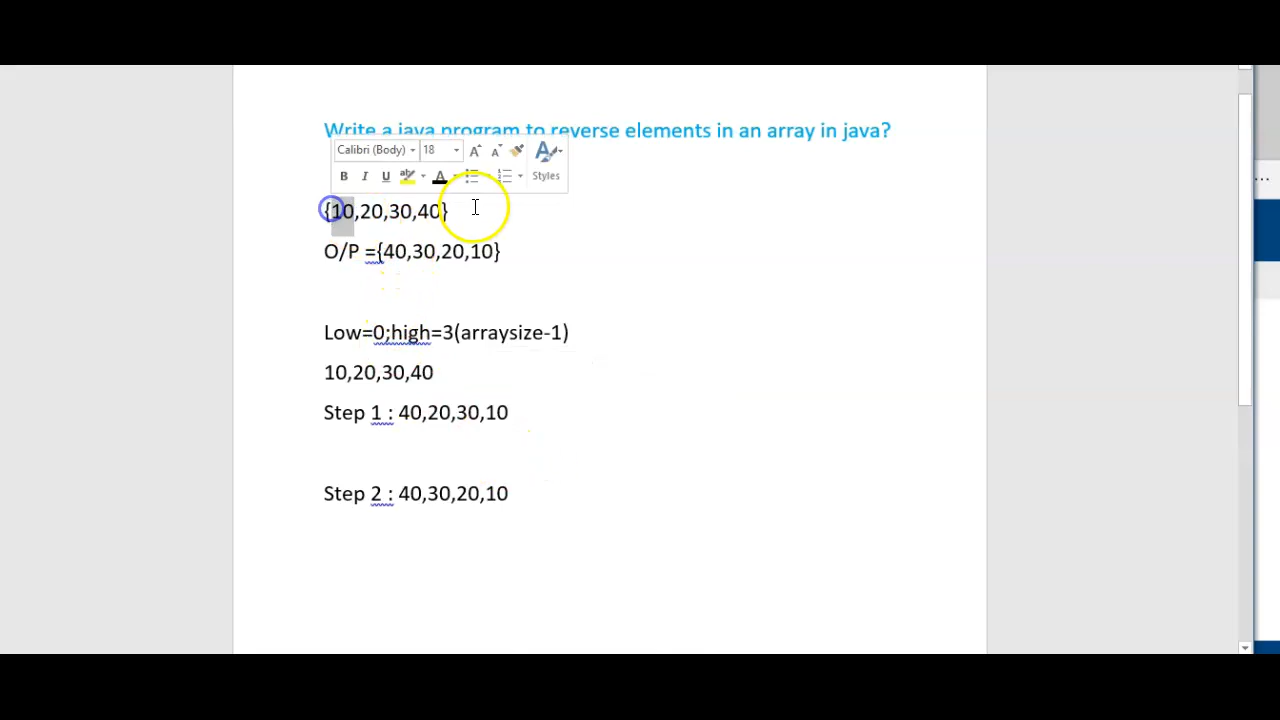 Write a java program to reverse elements in an array in java?
Calibri (Body) 18
B I U A Styles
{10,20,30,40}
O/P ={40,30,20,10}
Low=0;high=3(arraysize-1)
10,20,30,40
Step 1 : 40,20,30,10
Step 2 : 40,30,20,10